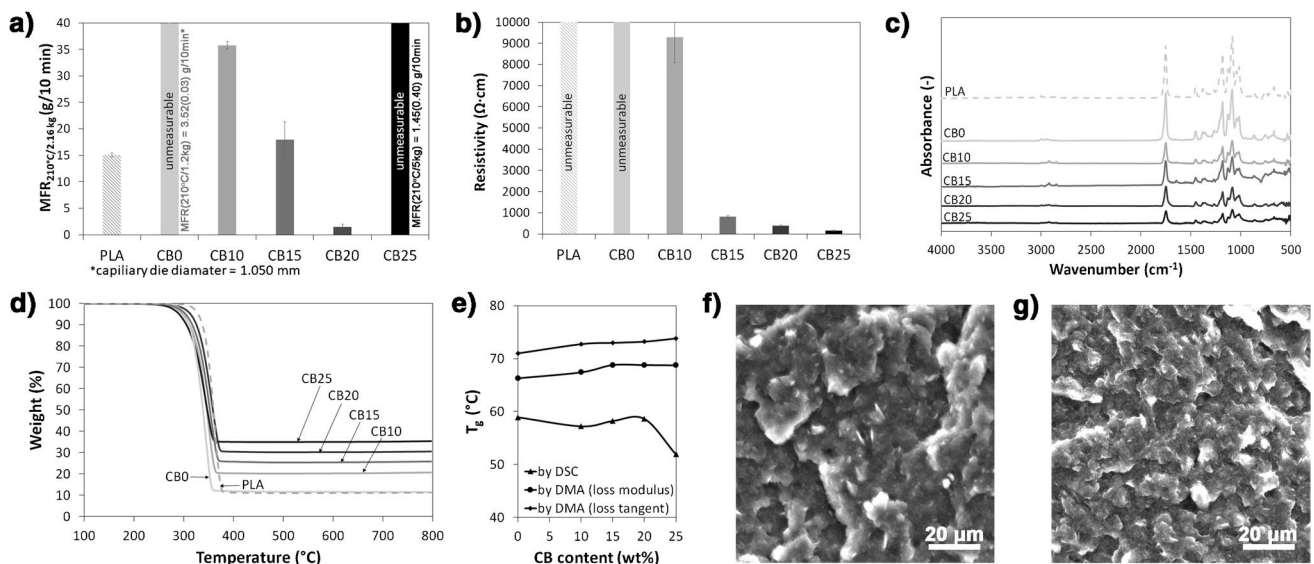 a)
MFR210°C/2.16 kg (g/10 min)
40
35
30
25
20
15
10
5
0
unmeasurable
MFR(210°C/1.2kg) = 3.52(0.03) g/10min*
unmeasurable
MFR(210°C/5kg) = 1.45(0.40) g/10min
PLA CB0 CB10 CB15 CB20 CB25
*capiliary die diamater = 1.050 mm
b)
Resistivity (Ω·cm)
10000
9000
8000
7000
6000
5000
4000
3000
2000
1000
0
unmeasurable
unmeasurable
PLA CB0 CB10 CB15 CB20 CB25
c)
Absorbance (-)
PLA
CB0
CB10
CB15
CB20
CB25
4000 3500 3000 2500 2000 1500 1000 500
Wavenumber (cm-1)
d)
Weight (%)
100
90
80
70
60
50
40
30
20
10
0
CB25
CB20
CB15
CB10
CB0
PLA
100 200 300 400 500 600 700 800
Temperature (°C)
e)
Tg (°C)
80
70
60
50
40
by DSC
by DMA (loss modulus)
by DMA (loss tangent)
0 5 10 15 20 25
CB content (wt%)
f)
20 µm
g)
20 µm